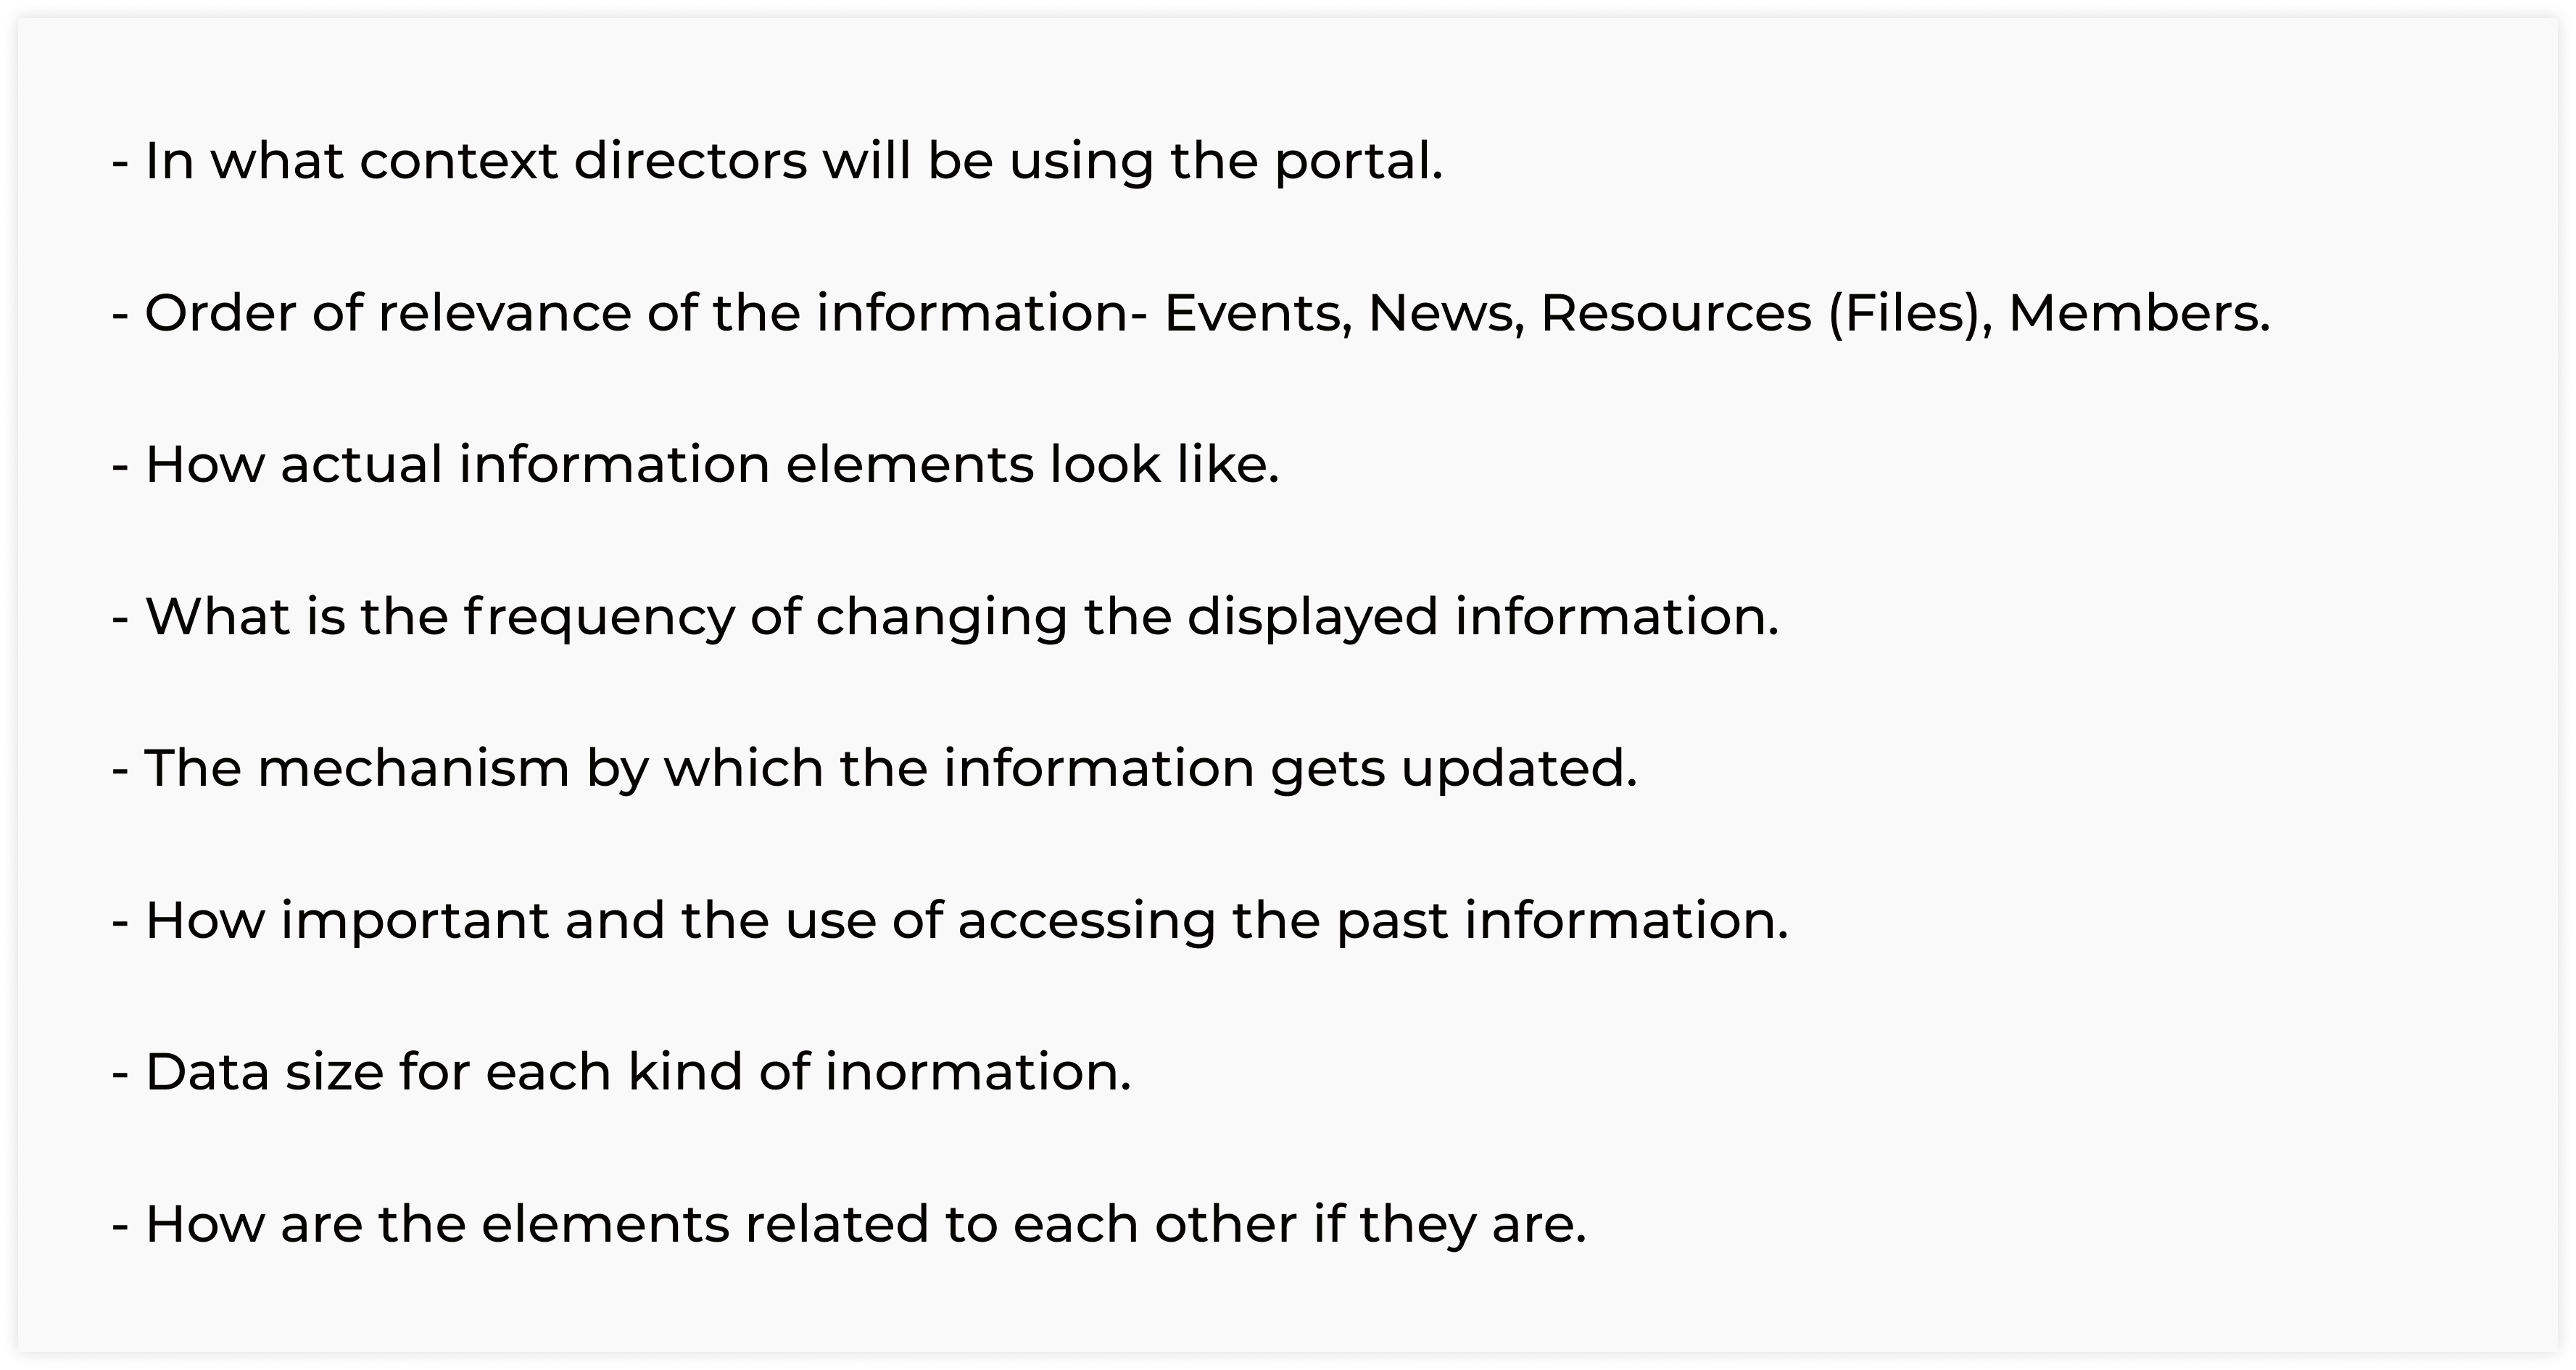 - In what context directors will be using the portal.
- Order of relevance of the information- Events, News, Resources (Files), Members.
- How actual information elements look like.
- What is the frequency of changing the displayed information.
- The mechanism by which the information gets updated.
- How important and the use of accessing the past information.
- Data size for each kind of inormation.
- How are the elements related to each other if they are.